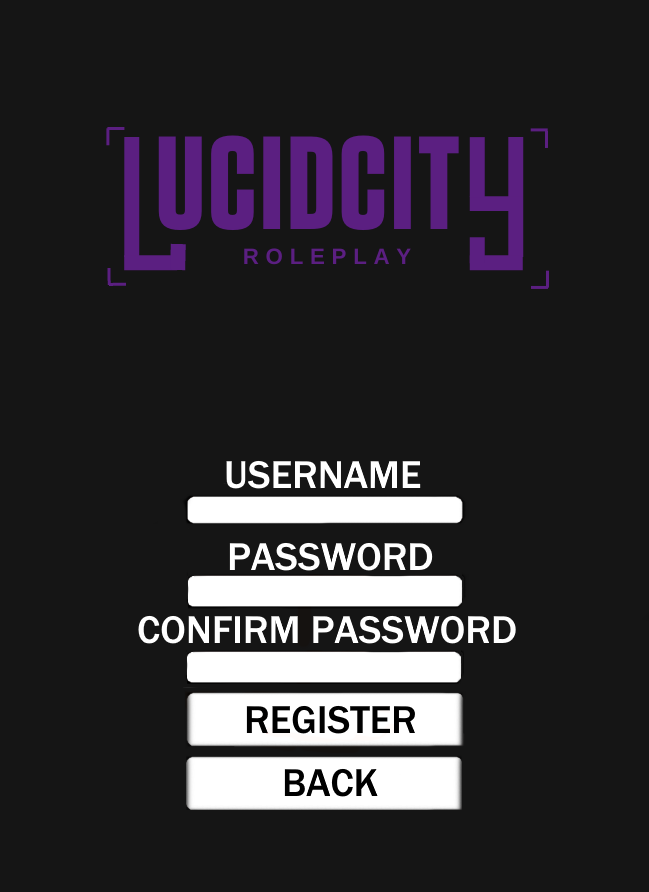 LUCIDCITY
ROLEPLAY
USERNAME
PASSWORD
CONFIRM PASSWORD
REGISTER
BACK